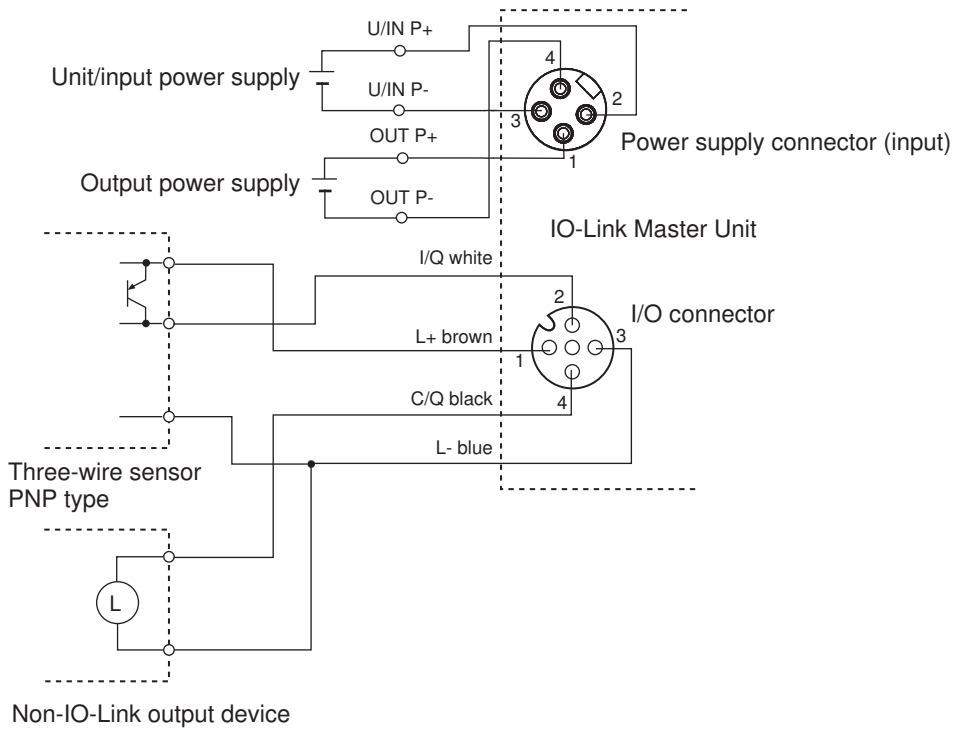 U/IN P+
Unit/input power supply
U/IN P-
OUT P+
Output power supply
OUT P-
4
2
3
1
Power supply connector (input)
IO-Link Master Unit
I/Q white
2
I/O connector
L+ brown
1
3
C/Q black
4
L- blue
Three-wire sensor
PNP type
L
Non-IO-Link output device